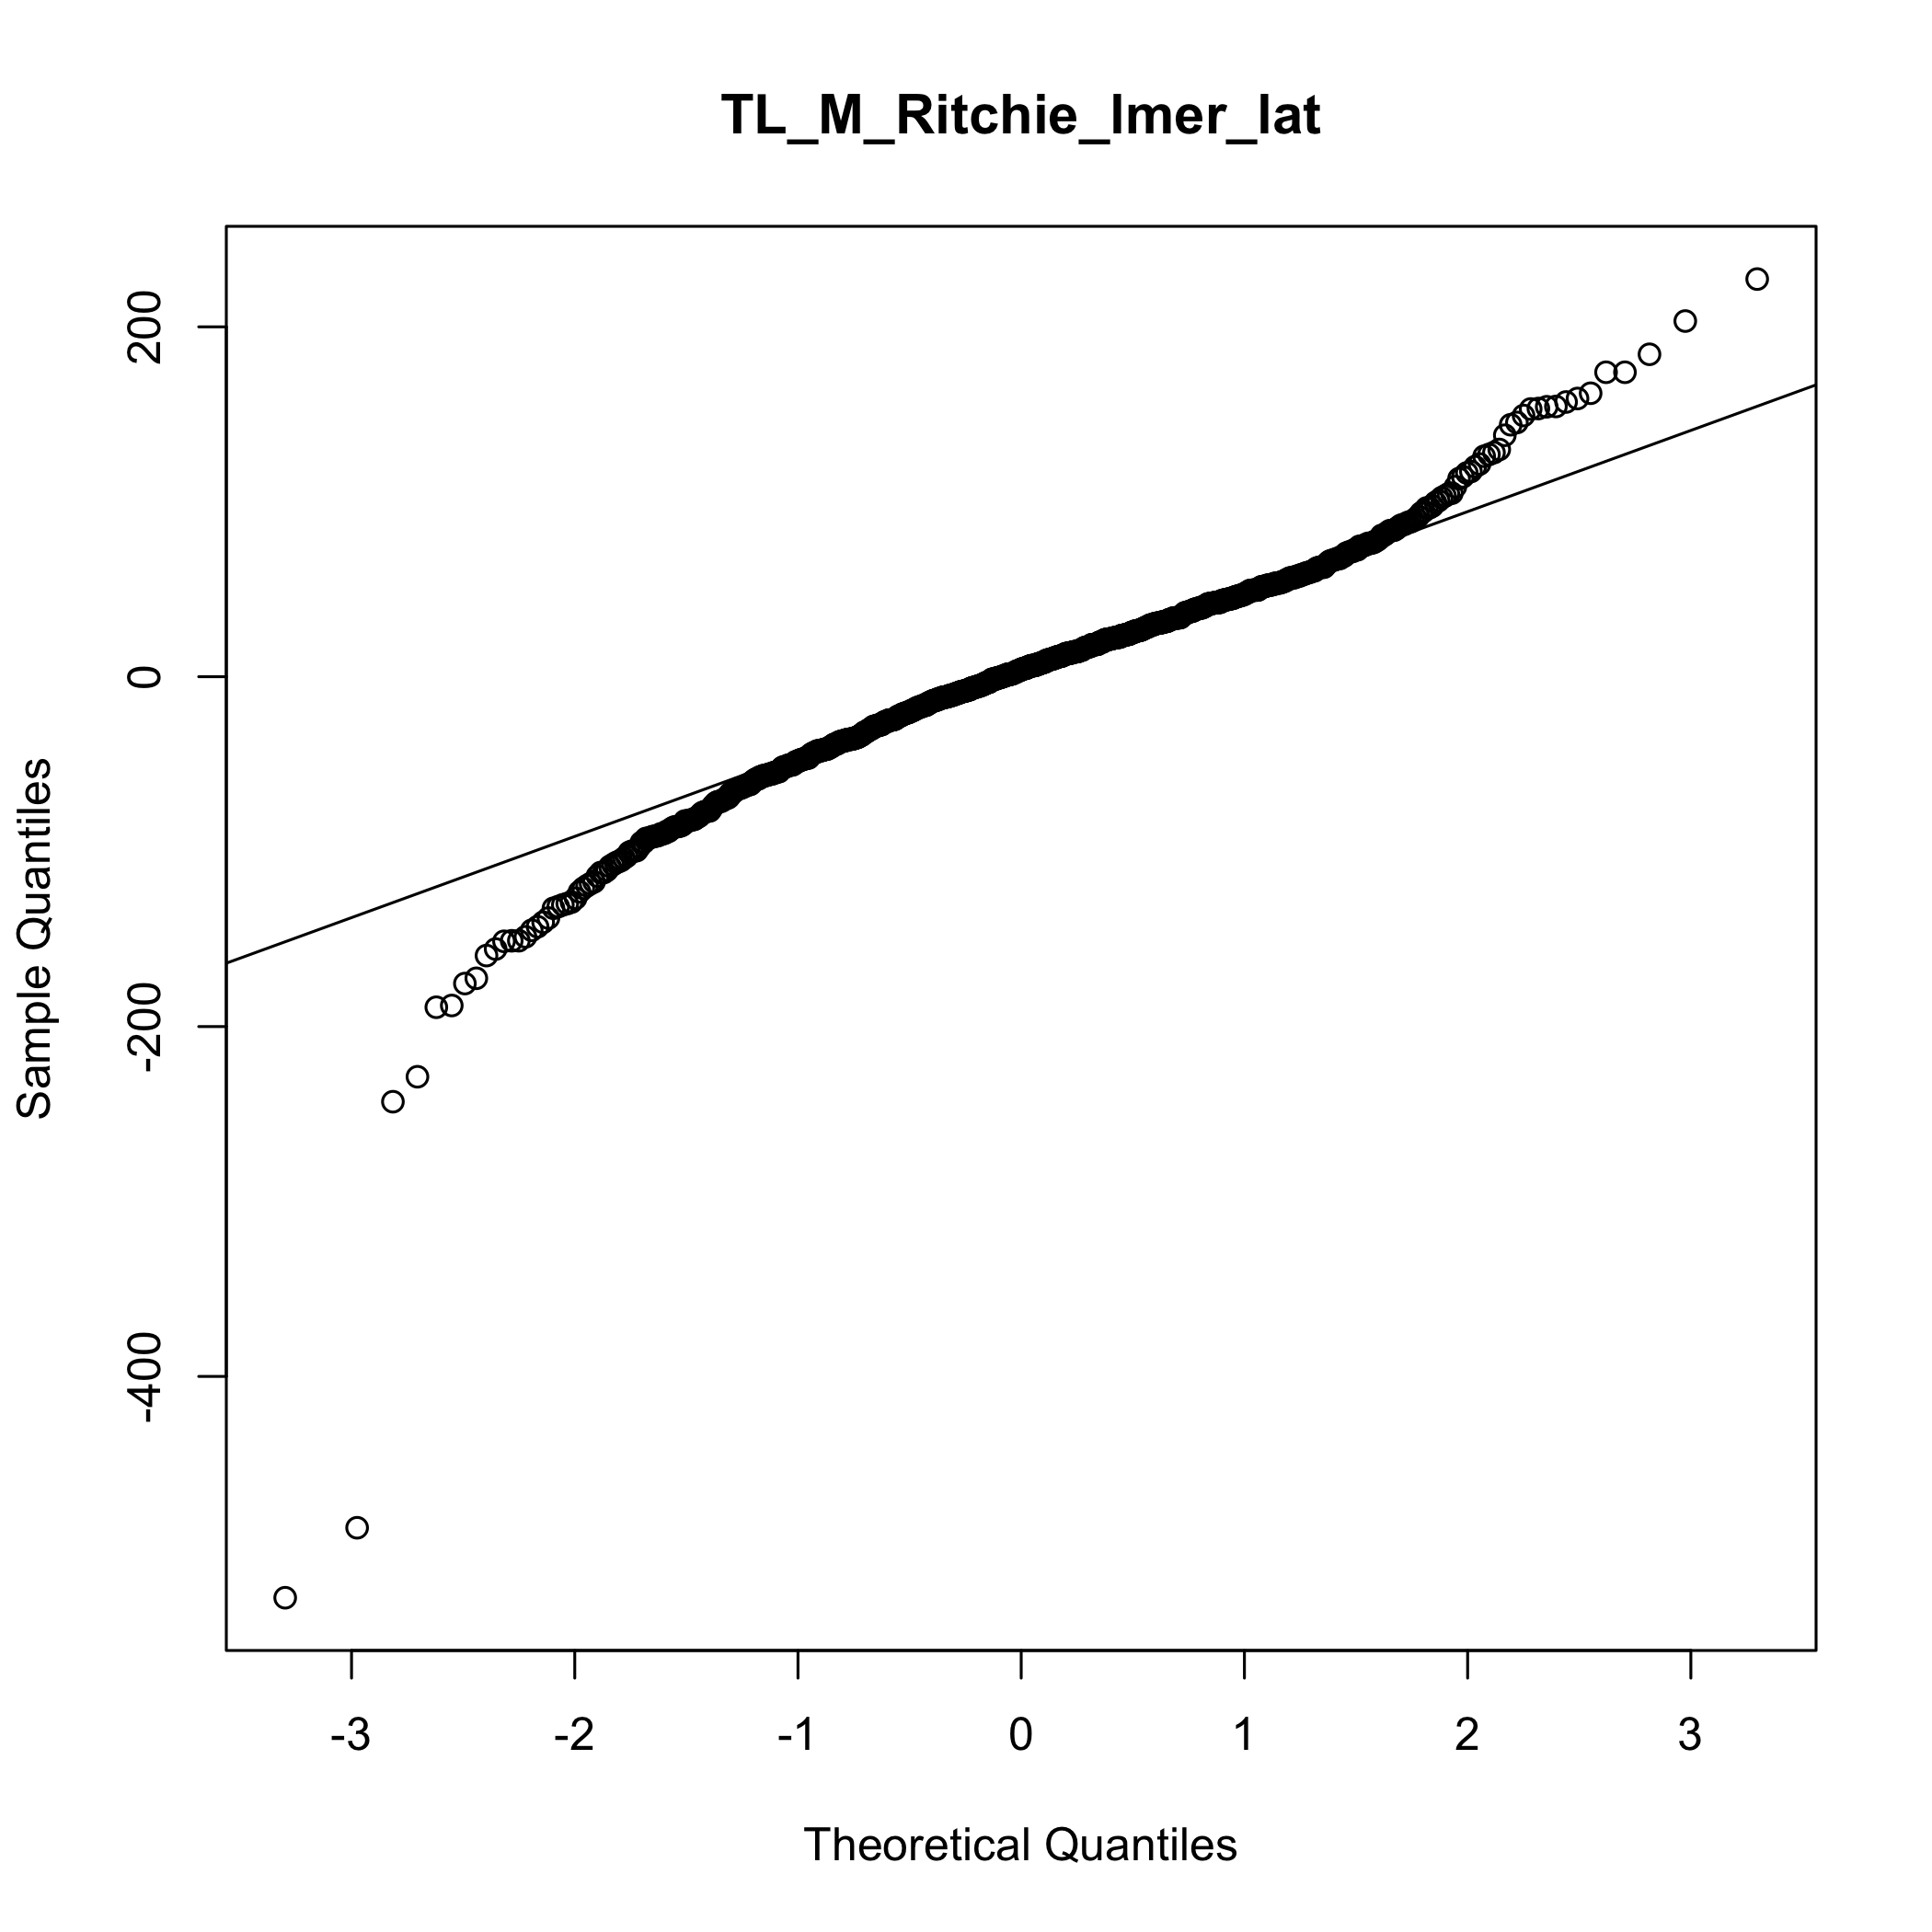 TL_M_Ritchie_lmer_lat
Sample Quantiles
200
0
-200
-400
-3 -2 -1 0 1 2 3
Theoretical Quantiles